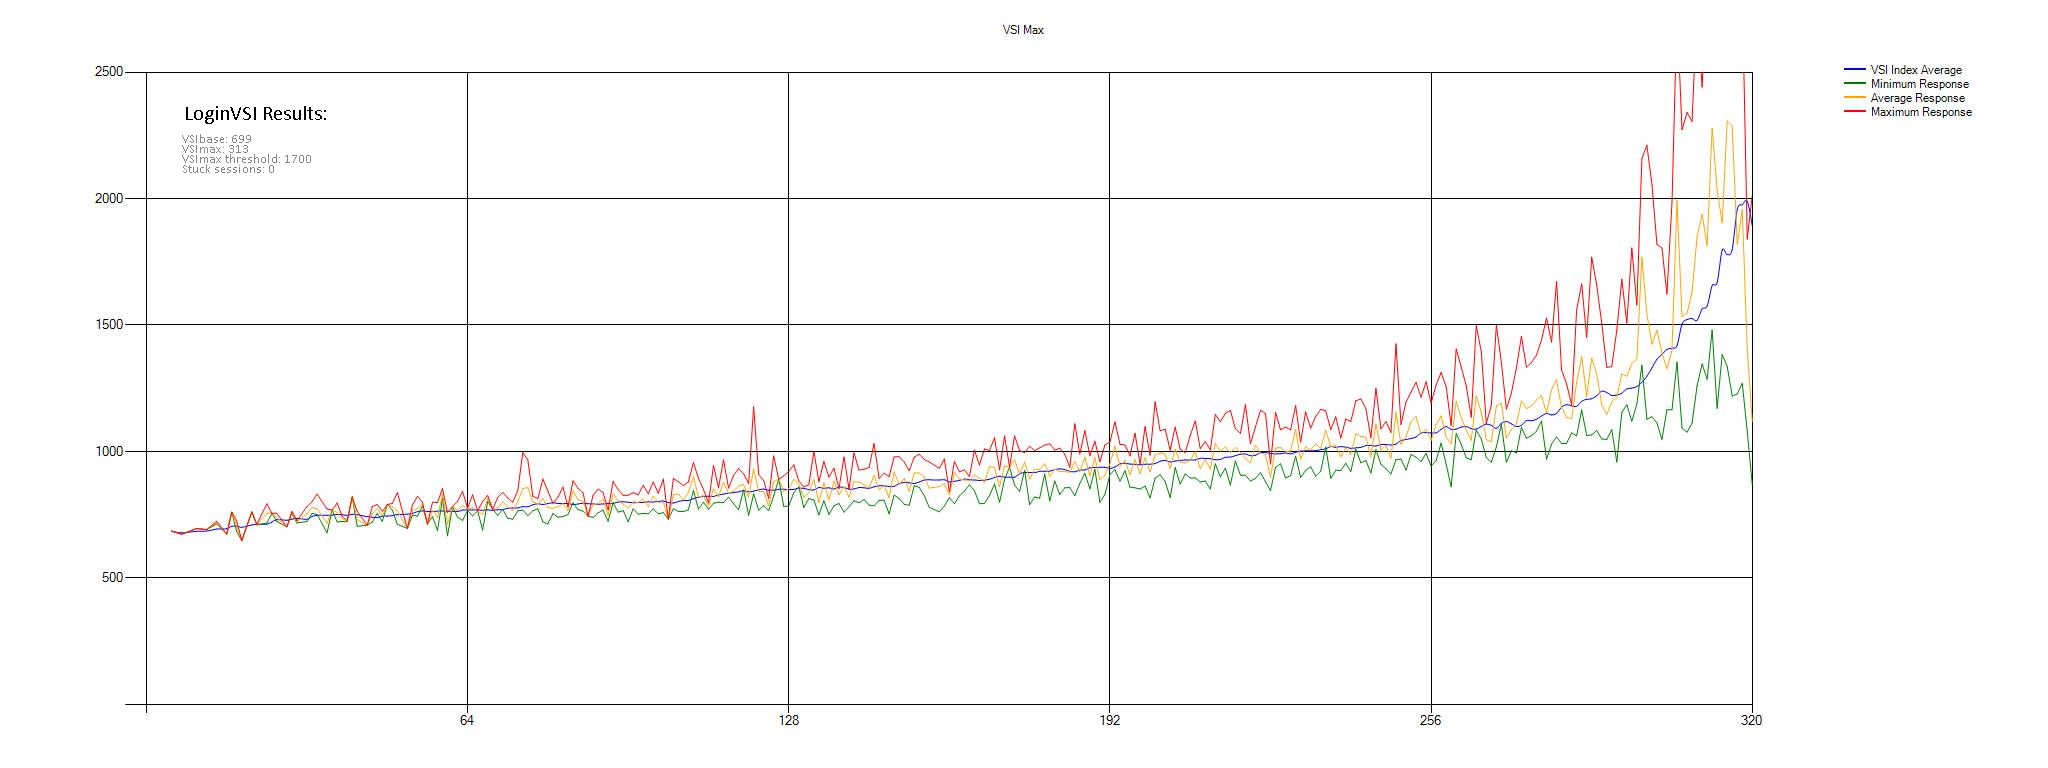 VSI Max
2500
2000
1500
1000
500
LoginVSI Results:
VSIbase: 699
VSImax: 313
VSImax threshold: 1700
Stuck sessions: 0
VSI Index Average
Minimum Response
Average Response
Maximum Response
64
128
192
256
320